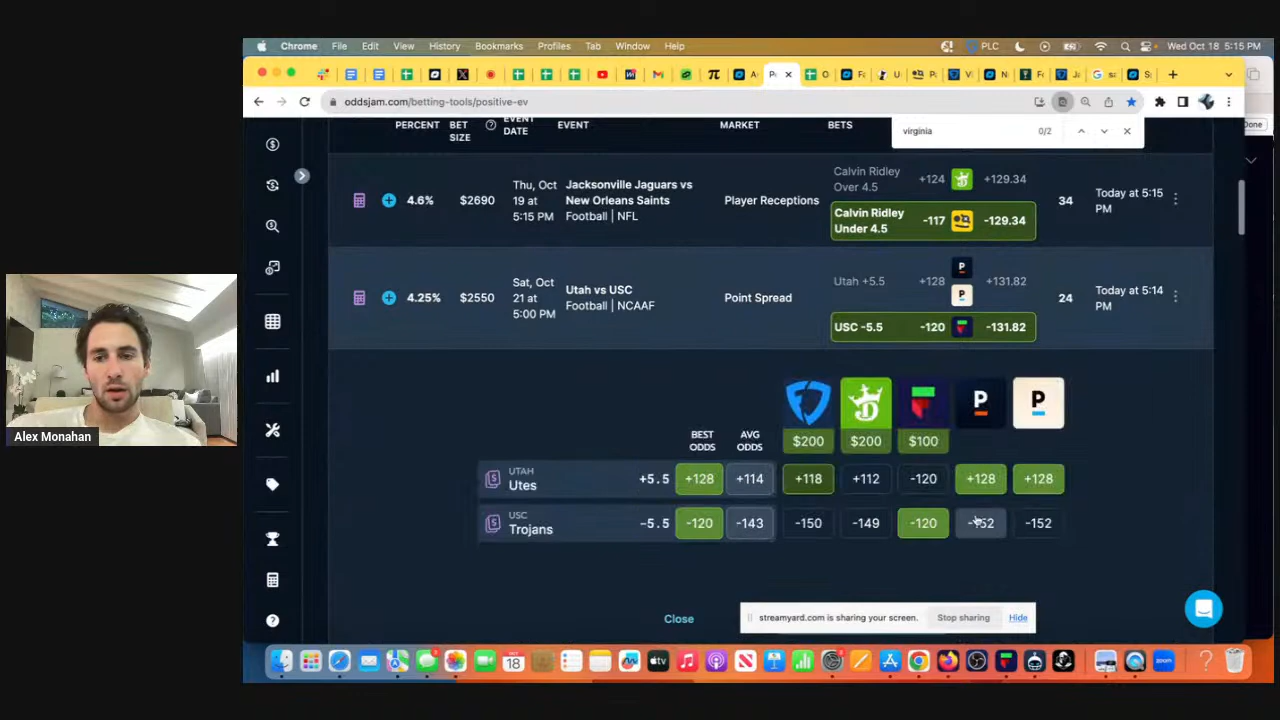 Chrome File Edit View History Bookmarks Profiles Tab Window Help
PLC Wed Oct 18 5:15 PM
oddsjam.com/betting-tools/positive-ev
virginia 0/2
Done
PERCENT BET SIZE EVENT DATE EVENT MARKET BETS
4.6% $2690 Thu, Oct 19 at 5:15 PM
Jacksonville Jaguars vs New Orleans Saints
Football | NFL
Player Receptions
Calvin Ridley Over 4.5 +124 +129.34
Calvin Ridley Under 4.5 -117 -129.34
34 Today at 5:15 PM
4.25% $2550 Sat, Oct 21 at 5:00 PM
Utah vs USC
Football | NCAAF
Point Spread
Utah +5.5 +128 +131.82
USC -5.5 -120 -131.82
24 Today at 5:14 PM
BEST ODDS AVG ODDS $200 $200 $100
UTAH
Utes +5.5 +128 +114 +118 +112 -120 +128 +128
USC
Trojans -5.5 -120 -143 -150 -149 -120 -152 -152
Close
streamyard.com is sharing your screen. Stop sharing Hide
Alex Monahan